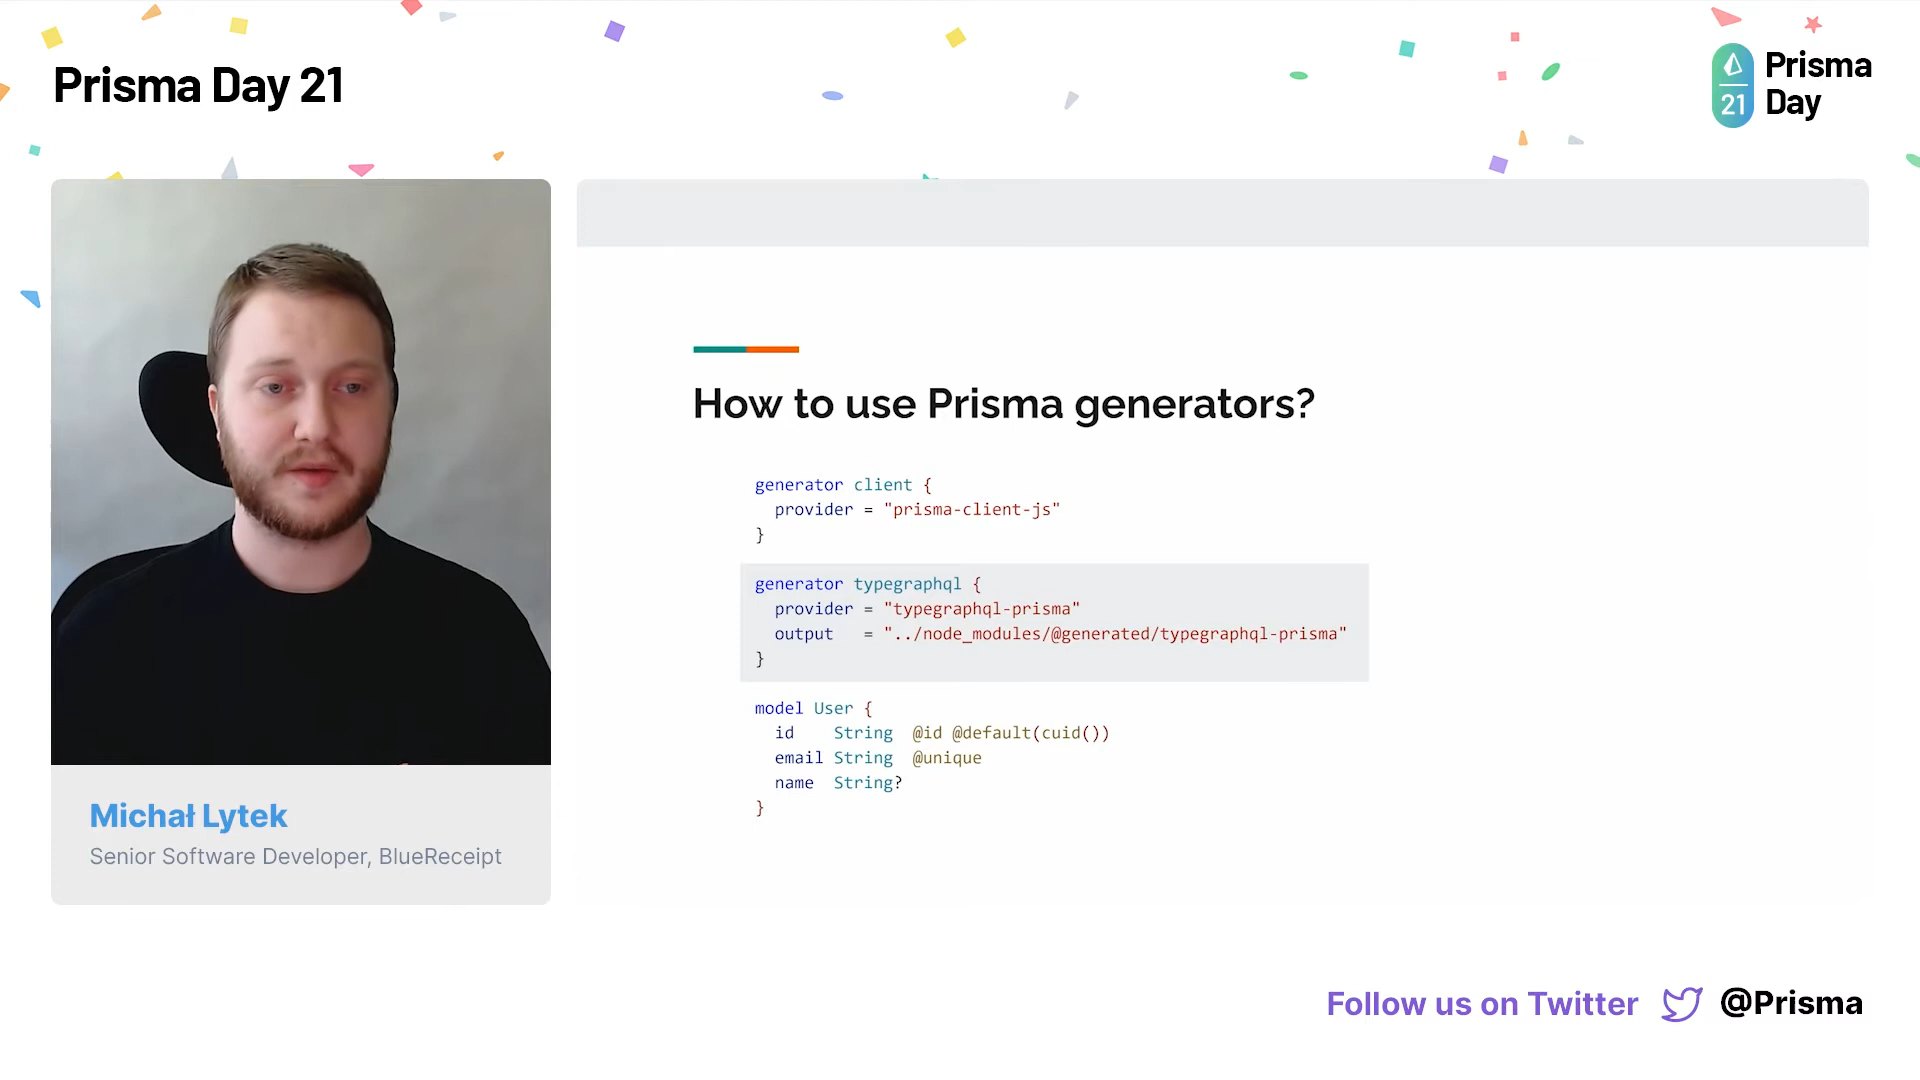 Prisma Day 21
Prisma
Day
21
How to use Prisma generators?
generator client {
  provider = "prisma-client-js"
}
generator typegraphql {
  provider = "typegraphql-prisma"
  output   = "../node_modules/@generated/typegraphql-prisma"
}
model User {
  id    String  @id @default(cuid())
  email String  @unique
  name  String?
}
Michał Lytek
Senior Software Developer, BlueReceipt
Follow us on Twitter @Prisma